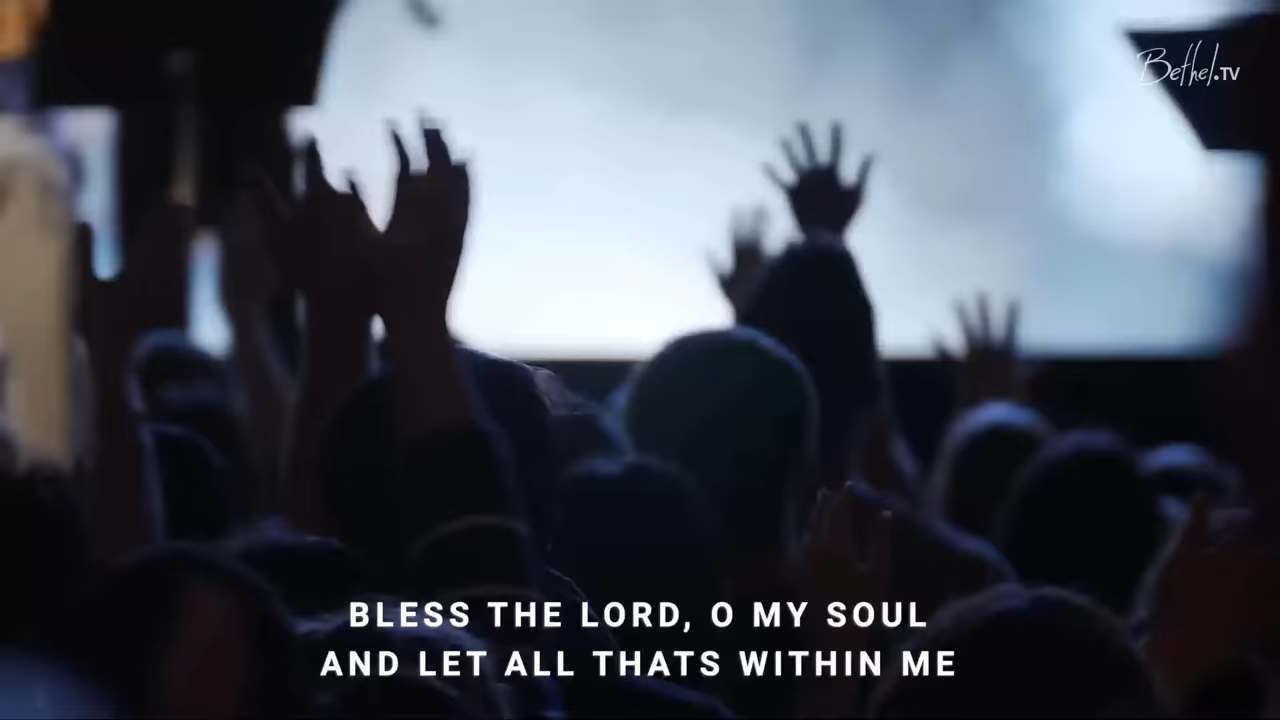 Bethel.TV
BLESS THE LORD, O MY SOUL
AND LET ALL THATS WITHIN ME